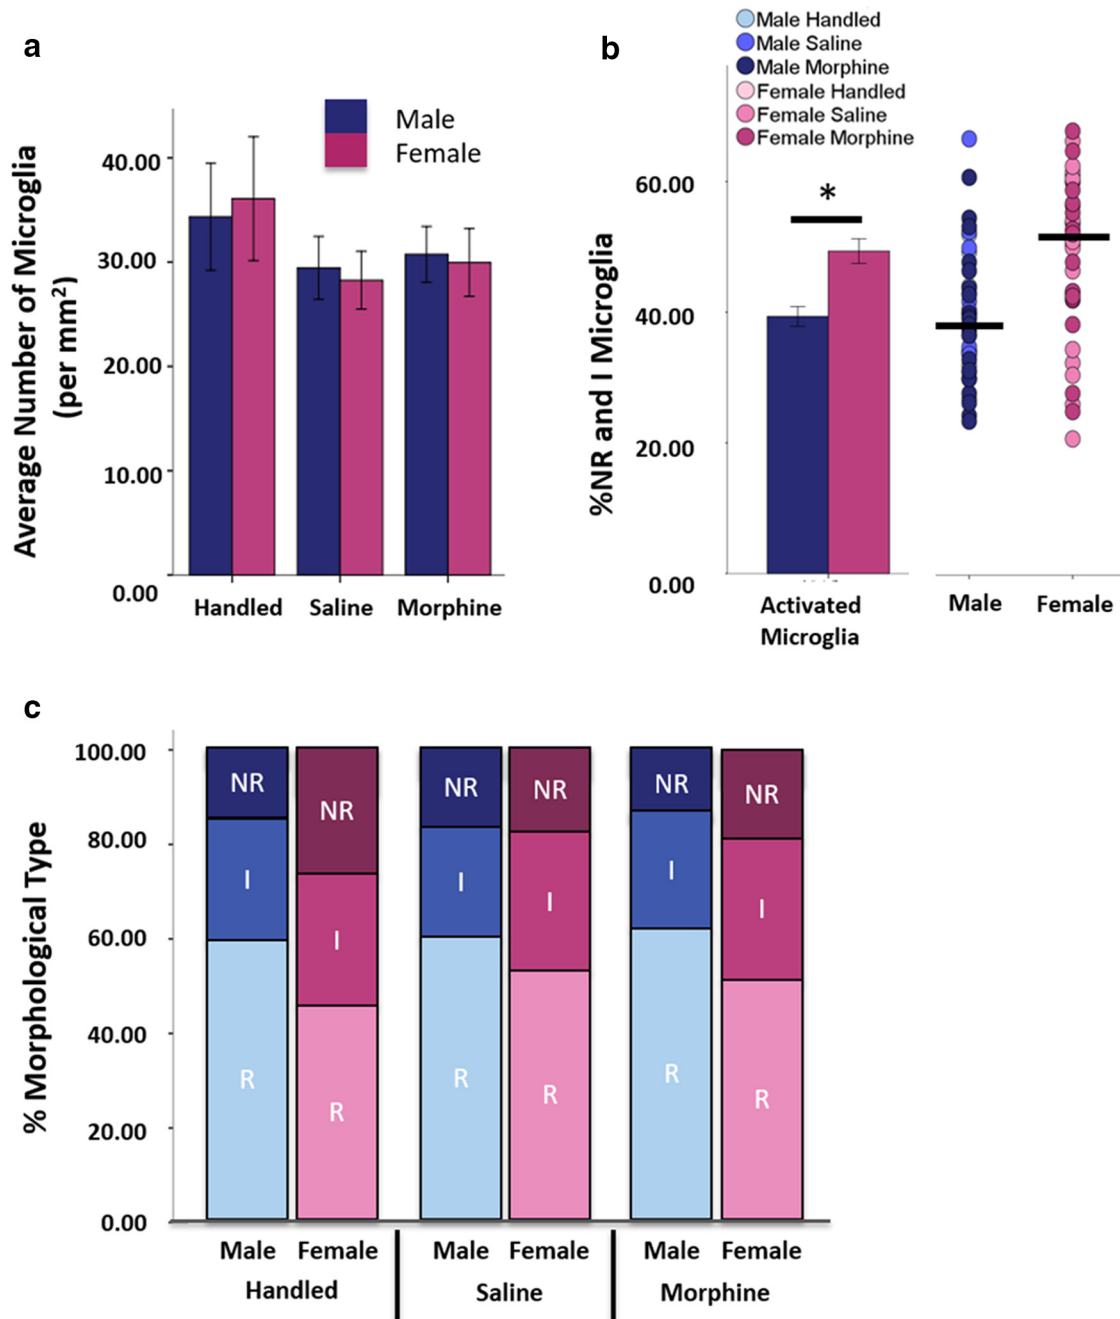 a
Average Number of Microglia
(per mm²)
40.00
30.00
20.00
10.00
0.00
Male
Female
Handled
Saline
Morphine
b
Male Handled
Male Saline
Male Morphine
Female Handled
Female Saline
Female Morphine
%NR and I Microglia
60.00
40.00
20.00
0.00
*
Activated
Microglia
Male
Female
c
% Morphological Type
100.00
80.00
60.00
40.00
20.00
0.00
NR
I
R
NR
I
R
NR
I
R
NR
I
R
NR
I
R
NR
I
R
Male Female
Handled
Male Female
Saline
Male Female
Morphine